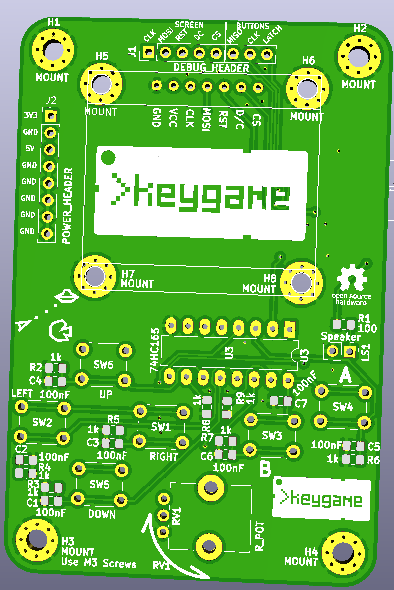 SCREEN BUTTONS
CLK MOSI RST DC CS MISO CLK LATCH
H1
MOUNT
H2
MOUNT
J1
DEBUG_HEADER
H5
MOUNT
H6
MOUNT
J2
3V3
GND
5V
GND
GND
GND
GND
GND
POWER_HEADER
GND VCC CLK MOSI RST D/C CS
>keygame
H7
MOUNT
H8
MOUNT
open source
hardware
A
R1
100
Speaker
LS1
74HC165
U3
U3
1k
R2
C4
100nF
SW6
UP
100nF
C7
A
SW4
LEFT
SW2
R5
1k
C3
100nF
SW1
RIGHT
1k
R8
R7
R9
1k
C6
100nF
SW3
100nF
C5
1k
R6
C2
100nF
R4
1k
R3
1k
C1
100nF
SW5
DOWN
B
>keygame
RV1
R_POT
RV1
H3
MOUNT
Use M3 Screws
H4
MOUNT